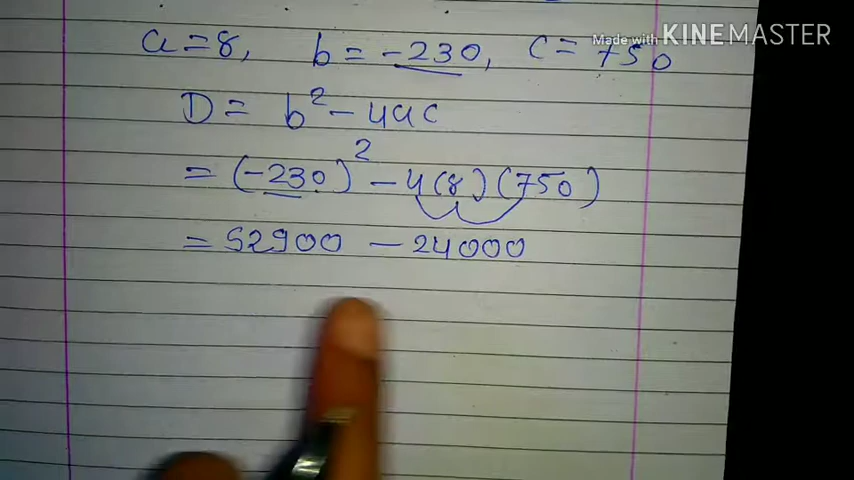 Made with KINEMASTER
a=8, b = -230, c = 750
D = b² - 4ac
= (-230)² - 4(8)(750)
= 52900 - 24000